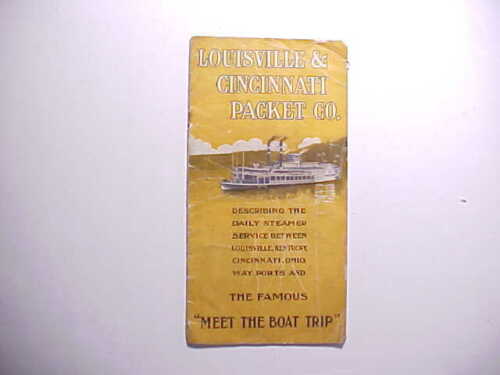 LOUISVILLE &
CINCINNATI
PACKET CO.
DESCRIBING THE
DAILY STEAMER
SERVICE BETWEEN
LOUISVILLE, KENTUCKY,
CINCINNATI, OHIO,
WAY PORTS AND
THE FAMOUS
"MEET THE BOAT TRIP"